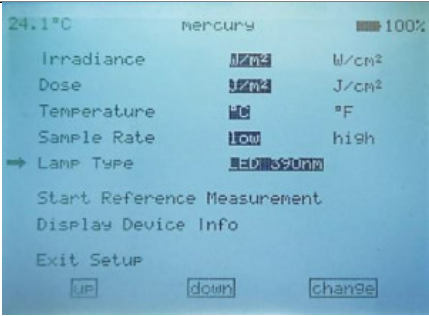 24.1°C mercury 100%
Irradiance W/m² W/cm²
Dose J/m² J/cm²
Temperature °C °F
Sample Rate low high
Lamp Type LED 390nm
Start Reference Measurement
Display Device Info
Exit Setup
up down change